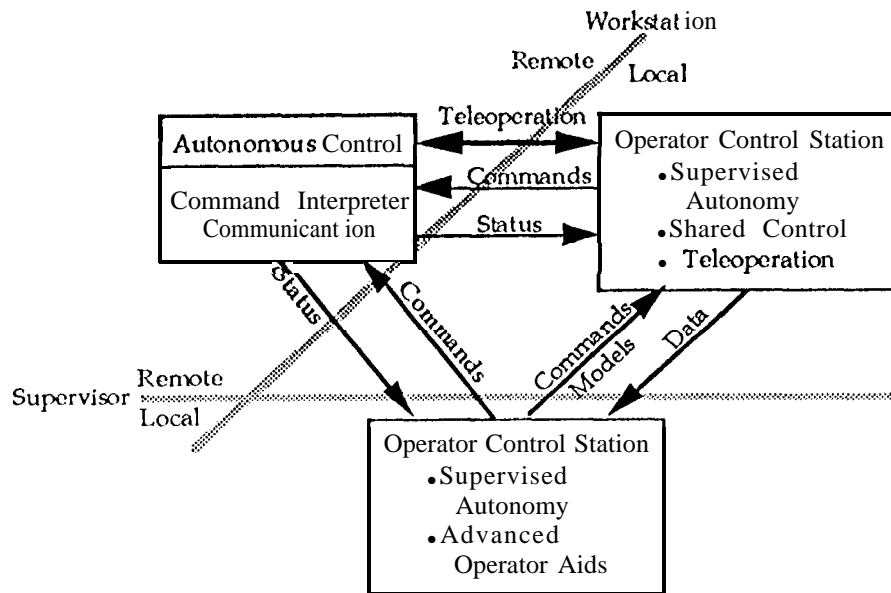 Workstation
Remote
Local
Teleoperation
Autonomous Control
Command Interpreter
Communicant ion
Commands
Status
Operator Control Station
• Supervised
Autonomy
• Shared Control
• Teleoperation
Status
Commands
Commands
Models
Data
Supervisor
Remote
Local
Operator Control Station
• Supervised
Autonomy
• Advanced
Operator Aids